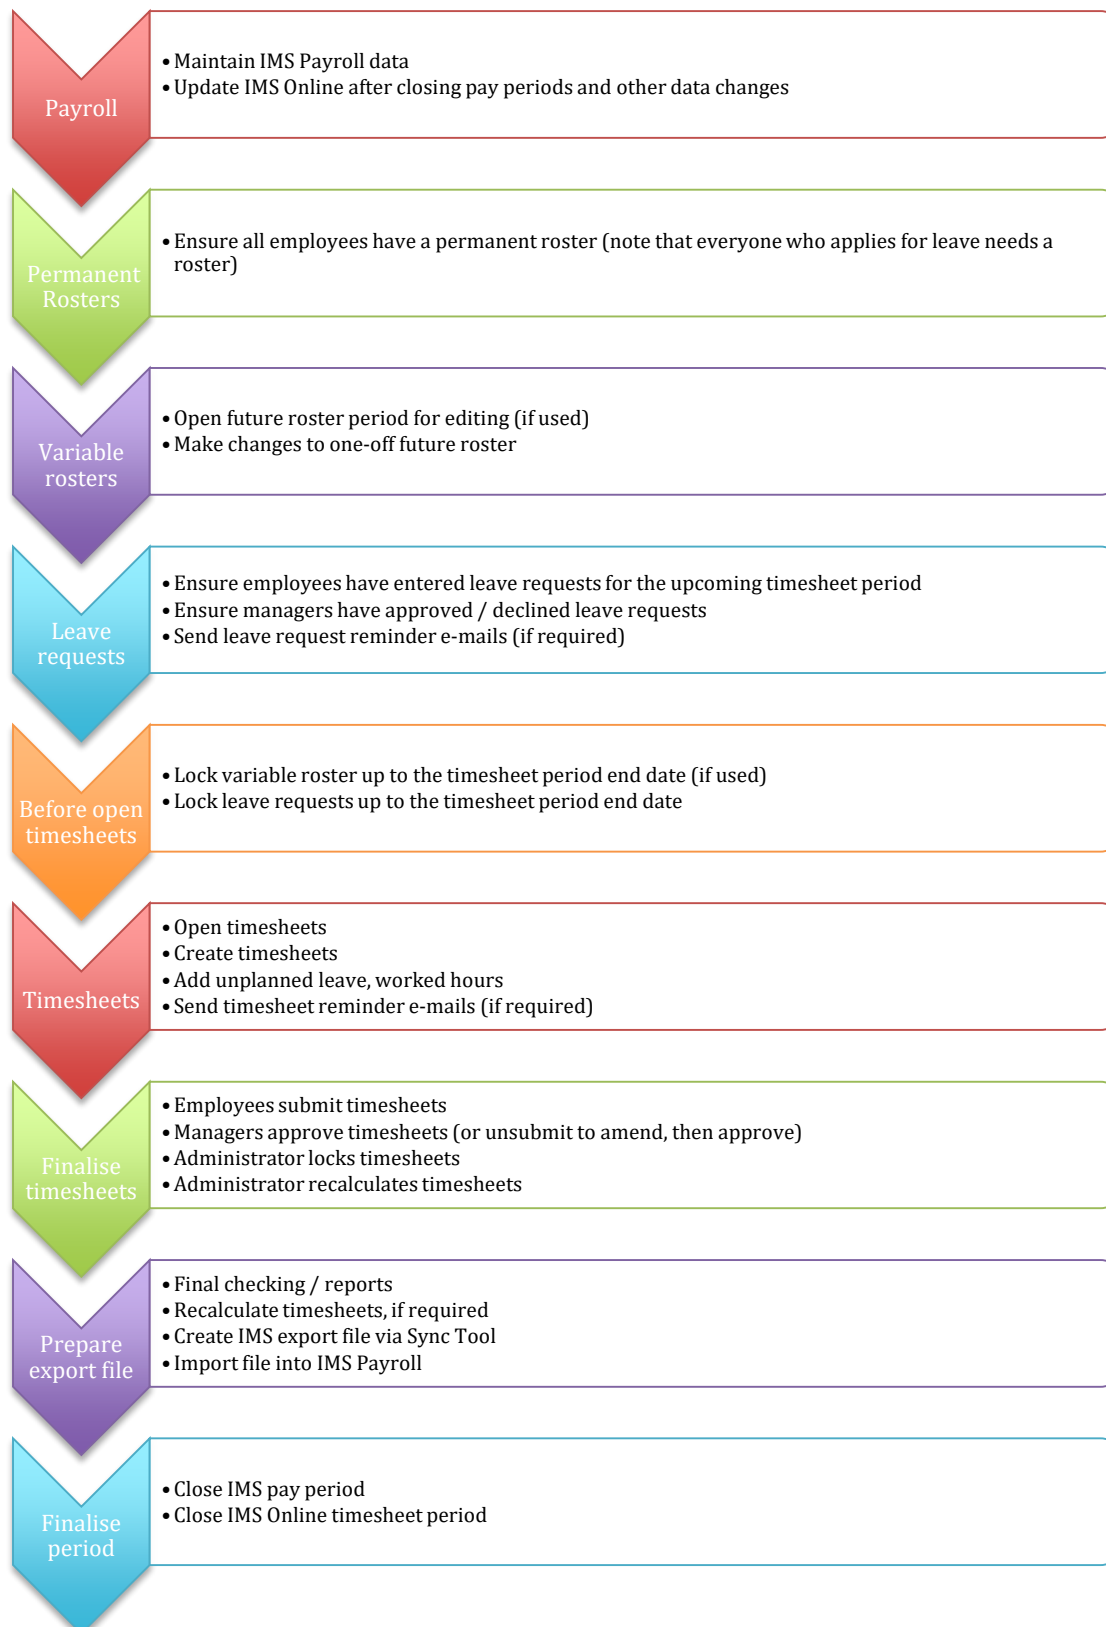 Payroll
• Maintain IMS Payroll data
• Update IMS Online after closing pay periods and other data changes
Permanent
Rosters
• Ensure all employees have a permanent roster (note that everyone who applies for leave needs a
roster)
Variable
rosters
• Open future roster period for editing (if used)
• Make changes to one-off future roster
Leave
requests
• Ensure employees have entered leave requests for the upcoming timesheet period
• Ensure managers have approved / declined leave requests
• Send leave request reminder e-mails (if required)
Before open
timesheets
• Lock variable roster up to the timesheet period end date (if used)
• Lock leave requests up to the timesheet period end date
Timesheets
• Open timesheets
• Create timesheets
• Add unplanned leave, worked hours
• Send timesheet reminder e-mails (if required)
Finalise
timesheets
• Employees submit timesheets
• Managers approve timesheets (or unsubmit to amend, then approve)
• Administrator locks timesheets
• Administrator recalculates timesheets
Prepare
export file
• Final checking / reports
• Recalculate timesheets, if required
• Create IMS export file via Sync Tool
• Import file into IMS Payroll
Finalise
period
• Close IMS pay period
• Close IMS Online timesheet period